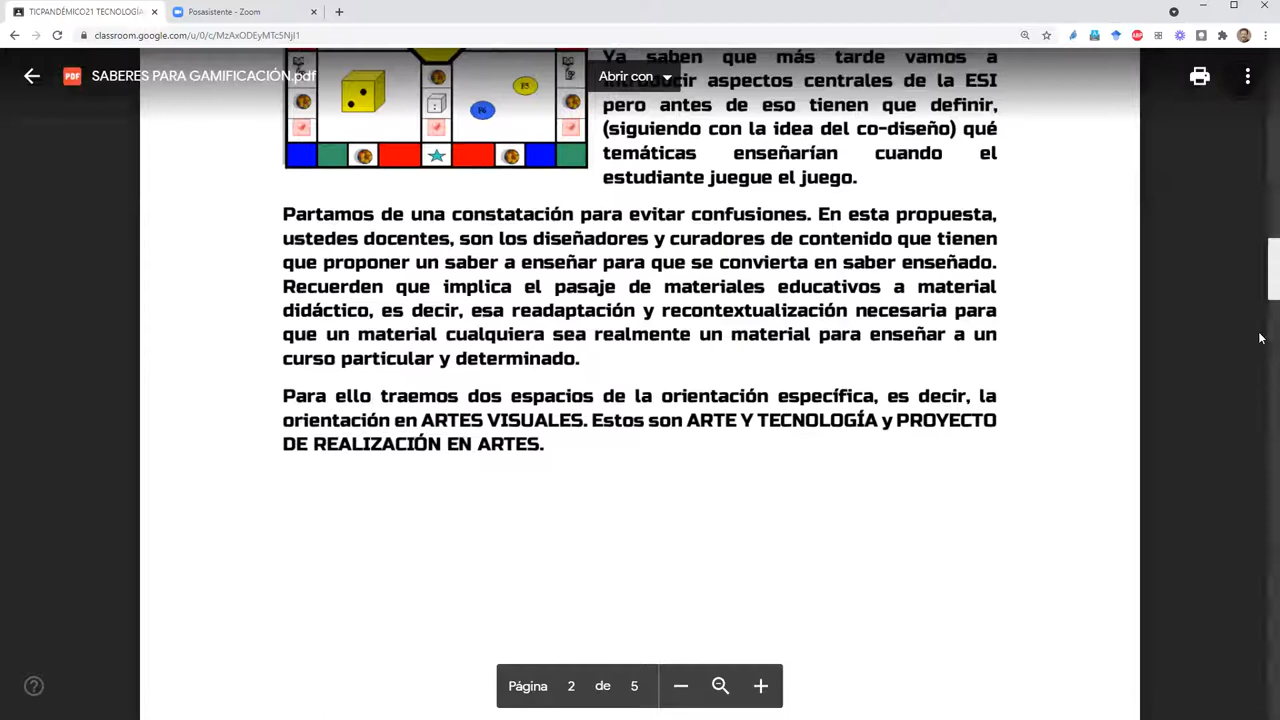 TICPANDÉMICO21 TECNOLOGÍA
Posasistente - Zoom
classroom.google.com/u/0/c/MzAxODEyMTc5NjI1
SABERES PARA GAMIFICACIÓN.pdf
Abrir con
Ya saben que más tarde vamos a
introducir aspectos centrales de la ESI
pero antes de eso tienen que definir,
(siguiendo con la idea del co-diseño) qué
temáticas enseñarían cuando el
estudiante juegue el juego.
F5
F6
Partamos de una constatación para evitar confusiones. En esta propuesta,
ustedes docentes, son los diseñadores y curadores de contenido que tienen
que proponer un saber a enseñar para que se convierta en saber enseñado.
Recuerden que implica el pasaje de materiales educativos a material
didáctico, es decir, esa readaptación y recontextualización necesaria para
que un material cualquiera sea realmente un material para enseñar a un
curso particular y determinado.
Para ello traemos dos espacios de la orientación específica, es decir, la
orientación en ARTES VISUALES. Estos son ARTE Y TECNOLOGÍA y PROYECTO
DE REALIZACIÓN EN ARTES.
Página 2 de 5